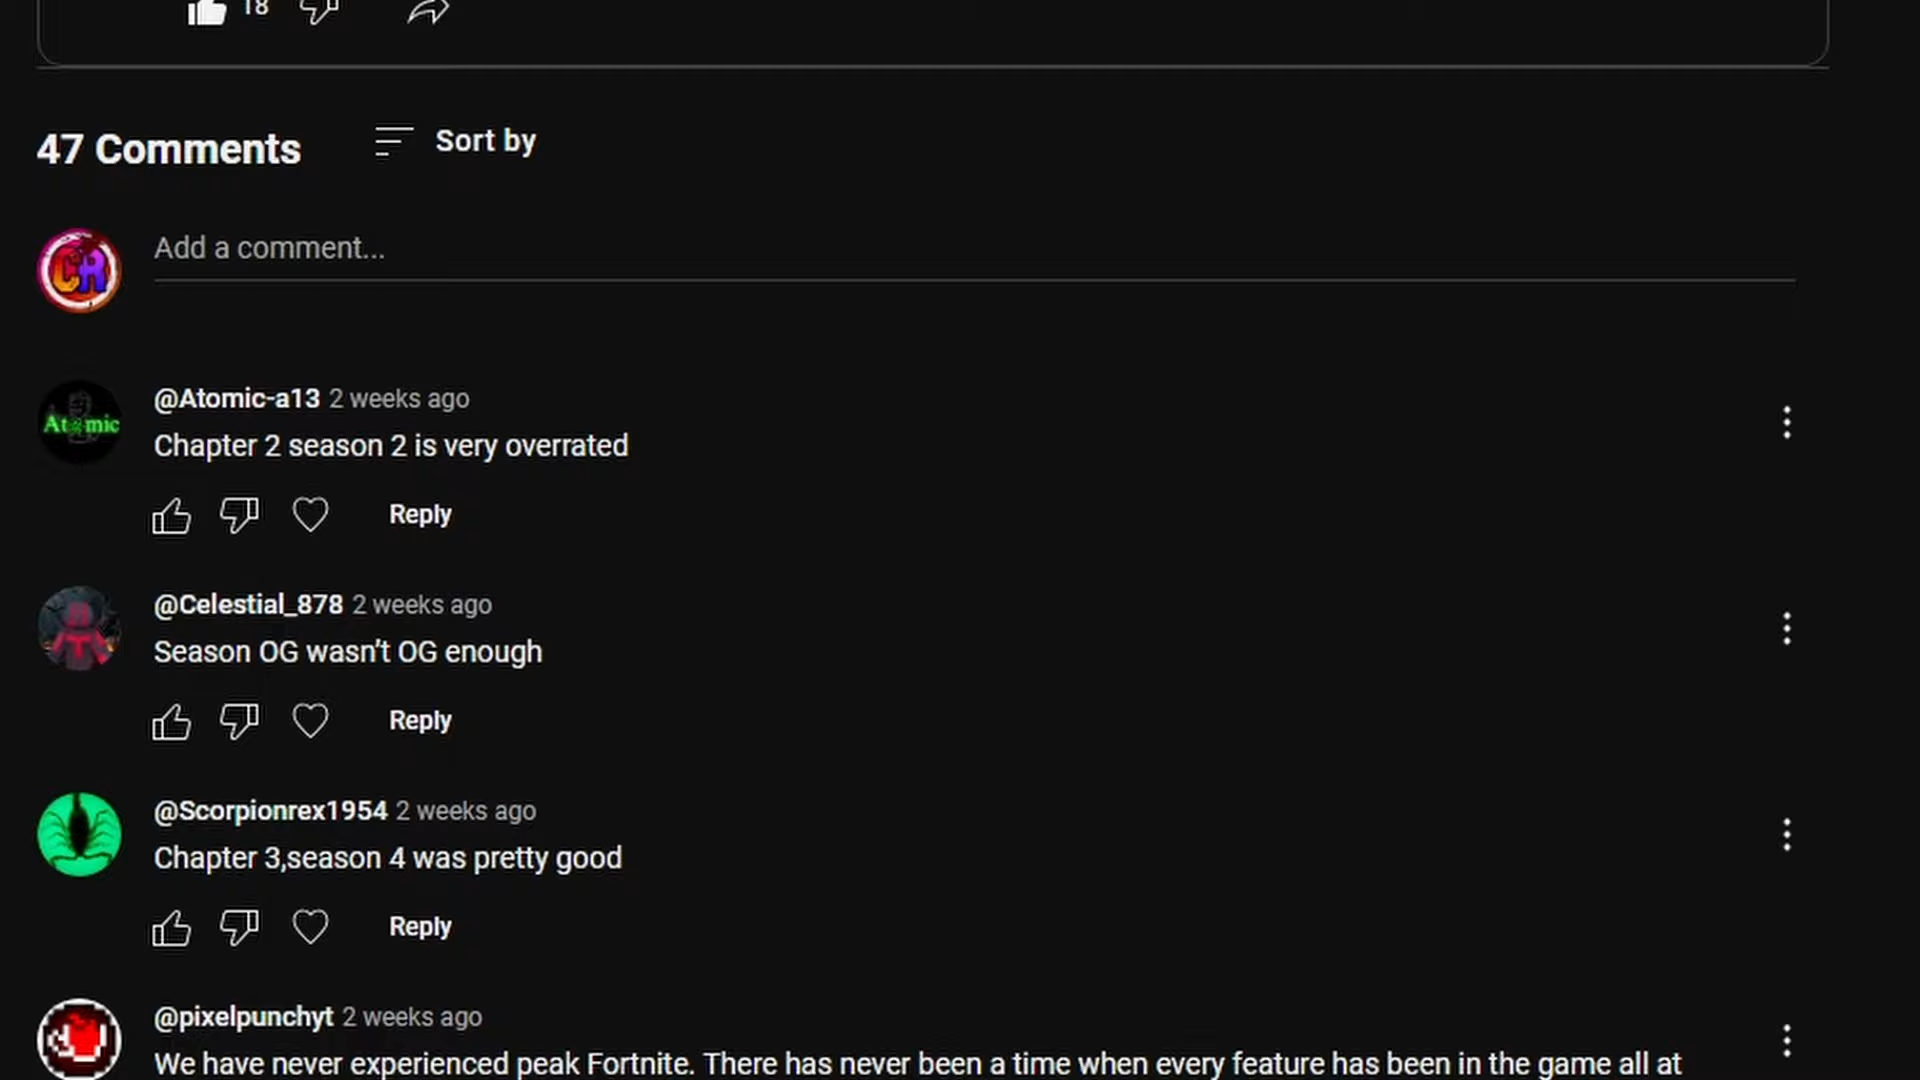 18
47 Comments
Sort by
Add a comment...
CR
@Atomic-a13 2 weeks ago
Atomic
Chapter 2 season 2 is very overrated
Reply
@Celestial_878 2 weeks ago
Season OG wasn't OG enough
Reply
@Scorpionrex1954 2 weeks ago
Chapter 3,season 4 was pretty good
Reply
@pixelpunchyt 2 weeks ago
We have never experienced peak Fortnite. There has never been a time when every feature has been in the game all at